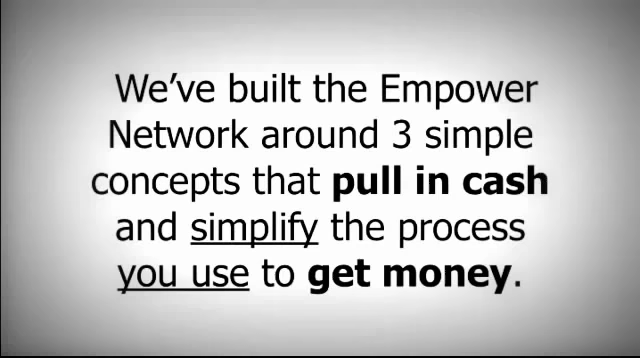 We’ve built the Empower
Network around 3 simple
concepts that pull in cash
and simplify the process
you use to get money.